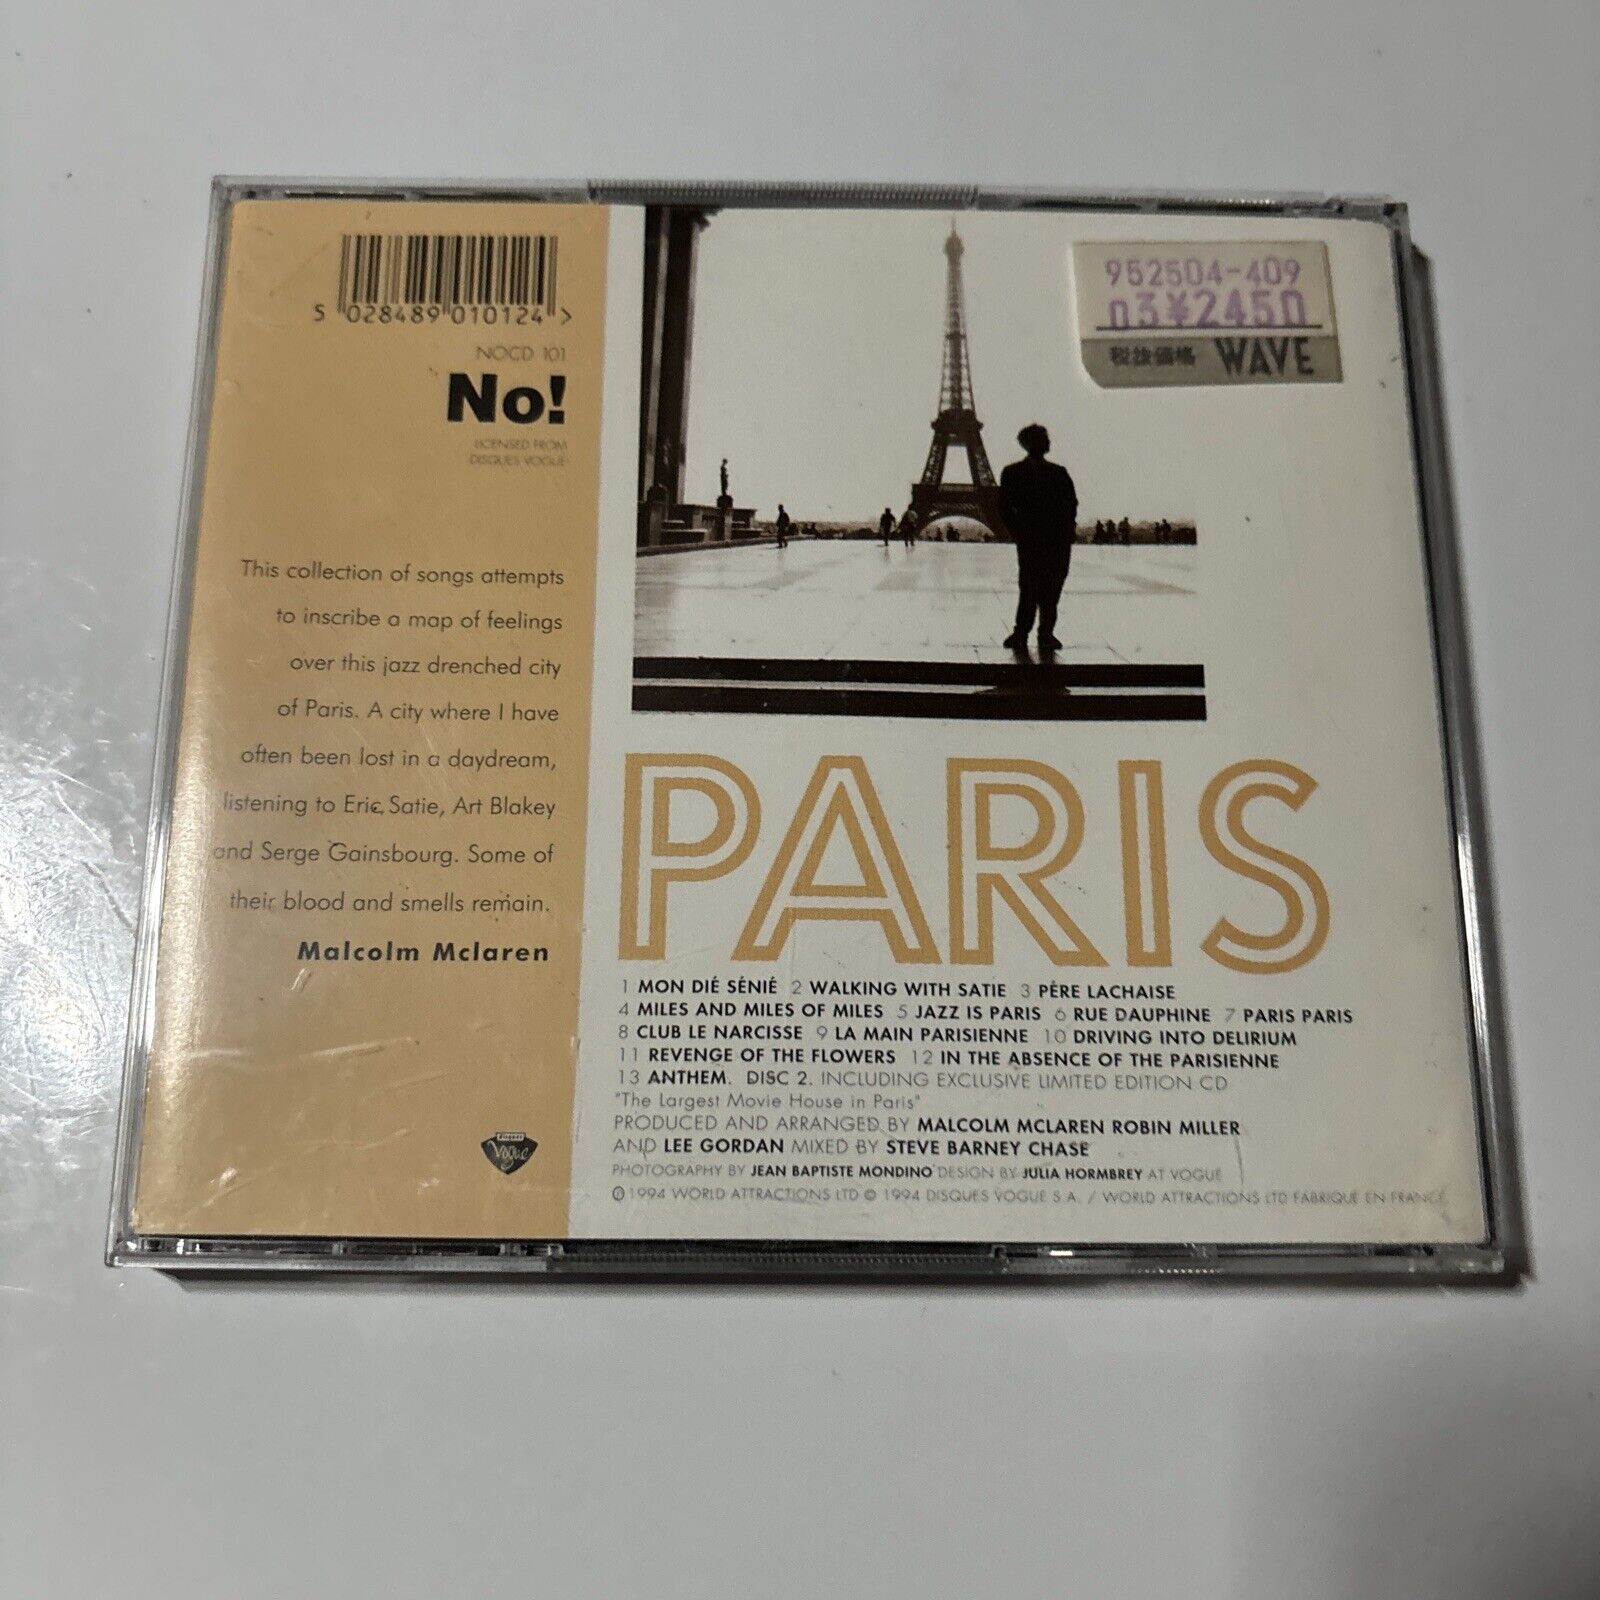 5 028489 010124 >
NOCD 101
No!
LICENSED FROM
DISQUES VOGUE
This collection of songs attempts
to inscribe a map of feelings
over this jazz drenched city
of Paris. A city where I have
often been lost in a daydream,
listening to Eric Satie, Art Blakey
and Serge Gainsbourg. Some of
their blood and smells remain.
Malcolm Mclaren
disques
Vogue
952504-409
03¥2450
税抜価格 WAVE
PARIS
1 MON DIÉ SÉNIÉ 2 WALKING WITH SATIE 3 PÈRE LACHAISE
4 MILES AND MILES OF MILES 5 JAZZ IS PARIS 6 RUE DAUPHINE 7 PARIS PARIS
8 CLUB LE NARCISSE 9 LA MAIN PARISIENNE 10 DRIVING INTO DELIRIUM
11 REVENGE OF THE FLOWERS 12 IN THE ABSENCE OF THE PARISIENNE
13 ANTHEM. DISC 2. INCLUDING EXCLUSIVE LIMITED EDITION CD
"The Largest Movie House in Paris"
PRODUCED AND ARRANGED BY MALCOLM MCLAREN ROBIN MILLER
AND LEE GORDAN MIXED BY STEVE BARNEY CHASE
PHOTOGRAPHY BY JEAN BAPTISTE MONDINO DESIGN BY JULIA HORMBREY AT VOGUE
℗ 1994 WORLD ATTRACTIONS LTD © 1994 DISQUES VOGUE S.A. / WORLD ATTRACTIONS LTD FABRIQUÉ EN FRANCE